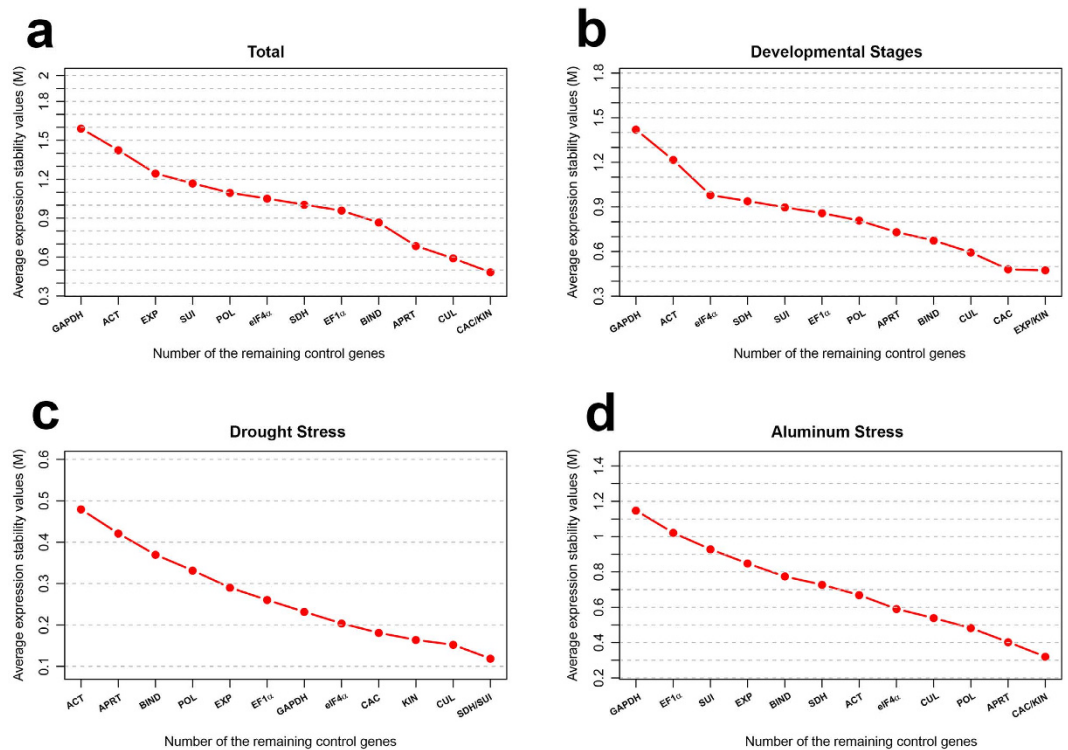 a
Total
Average expression stability values (M)
2
1.8
1.5
1.2
0.9
0.6
0.3
GAPDH ACT EXP SUI POL eIF4α SDH EF1α BIND APRT CUL CAC/KIN
Number of the remaining control genes
b
Developmental Stages
Average expression stability values (M)
1.8
1.5
1.2
0.9
0.6
0.3
GAPDH ACT eIF4α SDH SUI EF1α POL APRT BIND CUL CAC EXP/KIN
Number of the remaining control genes
c
Drought Stress
Average expression stability values (M)
0.6
0.5
0.4
0.3
0.2
0.1
ACT APRT BIND POL EXP EF1α GAPDH eIF4α CAC KIN CUL SDH/SUI
Number of the remaining control genes
d
Aluminum Stress
Average expression stability values (M)
1.4
1.2
1
0.8
0.6
0.4
0.2
GAPDH EF1α SUI EXP BIND SDH ACT eIF4α CUL POL APRT CAC/KIN
Number of the remaining control genes